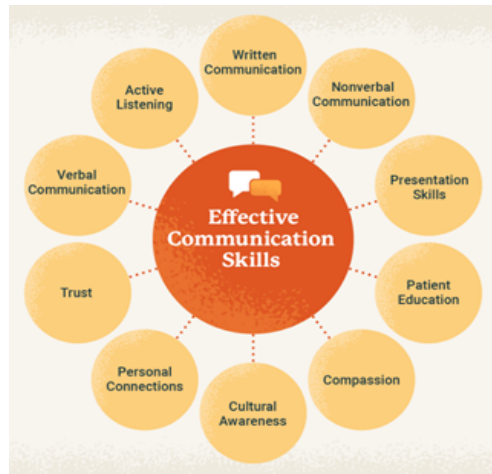 Written
Communication
Nonverbal
Communication
Presentation
Skills
Patient
Education
Compassion
Cultural
Awareness
Personal
Connections
Trust
Verbal
Communication
Active
Listening
Effective
Communication
Skills